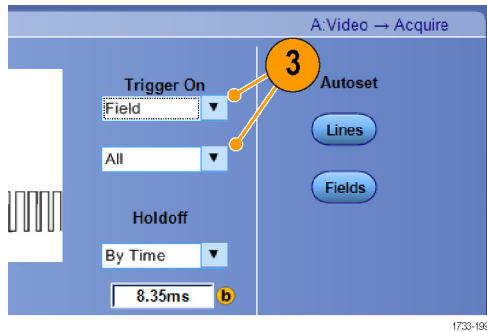 A:Video → Acquire
3
Trigger On
Autoset
Field
Lines
All
Fields
Holdoff
By Time
8.35ms b